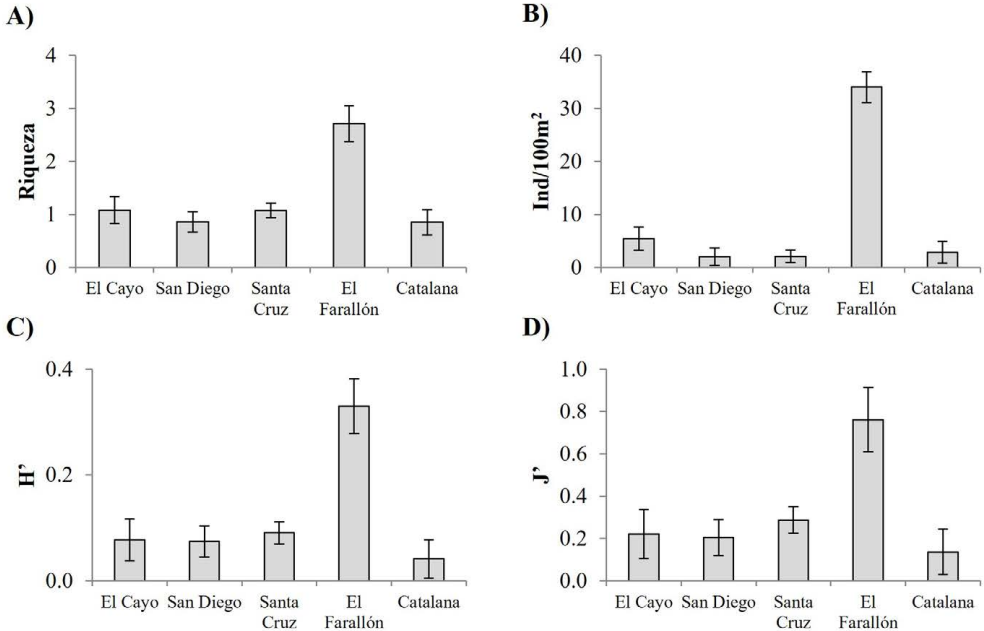 A)
Riqueza
4
3
2
1
0
El Cayo San Diego Santa Cruz El Farallón Catalana
B)
Ind/100m²
40
30
20
10
0
El Cayo San Diego Santa Cruz El Farallón Catalana
C)
H’
0.4
0.2
0.0
El Cayo San Diego Santa Cruz El Farallón Catalana
D)
J’
1.0
0.8
0.6
0.4
0.2
0.0
El Cayo San Diego Santa Cruz El Farallón Catalana